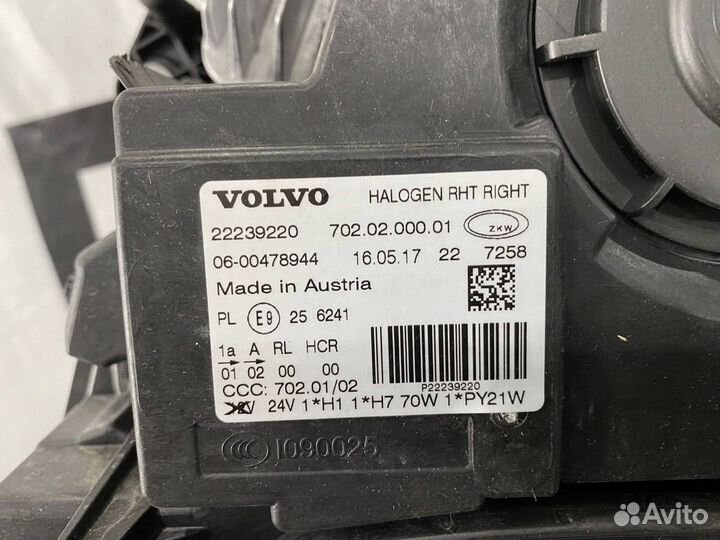 VOLVO HALOGEN RHT RIGHT
22239220 702.02.000.01 ZKW
06-00478944 16.05.17 22 7258
Made in Austria
PL E9 25 6241
1a A RL HCR
01 02 00 00
CCC: 702.01/02
P22239220
24V 1*H1 1*H7 70W 1*PY21W
CCC J090025
Avito